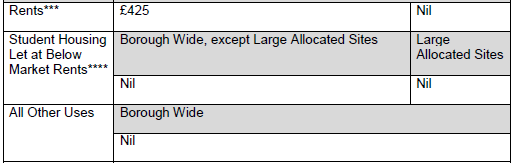 Rents*** £425 Nil
Student Housing Borough Wide, except Large Allocated Sites Large
Let at Below Allocated Sites
Market Rents****
Nil Nil
All Other Uses Borough Wide
Nil